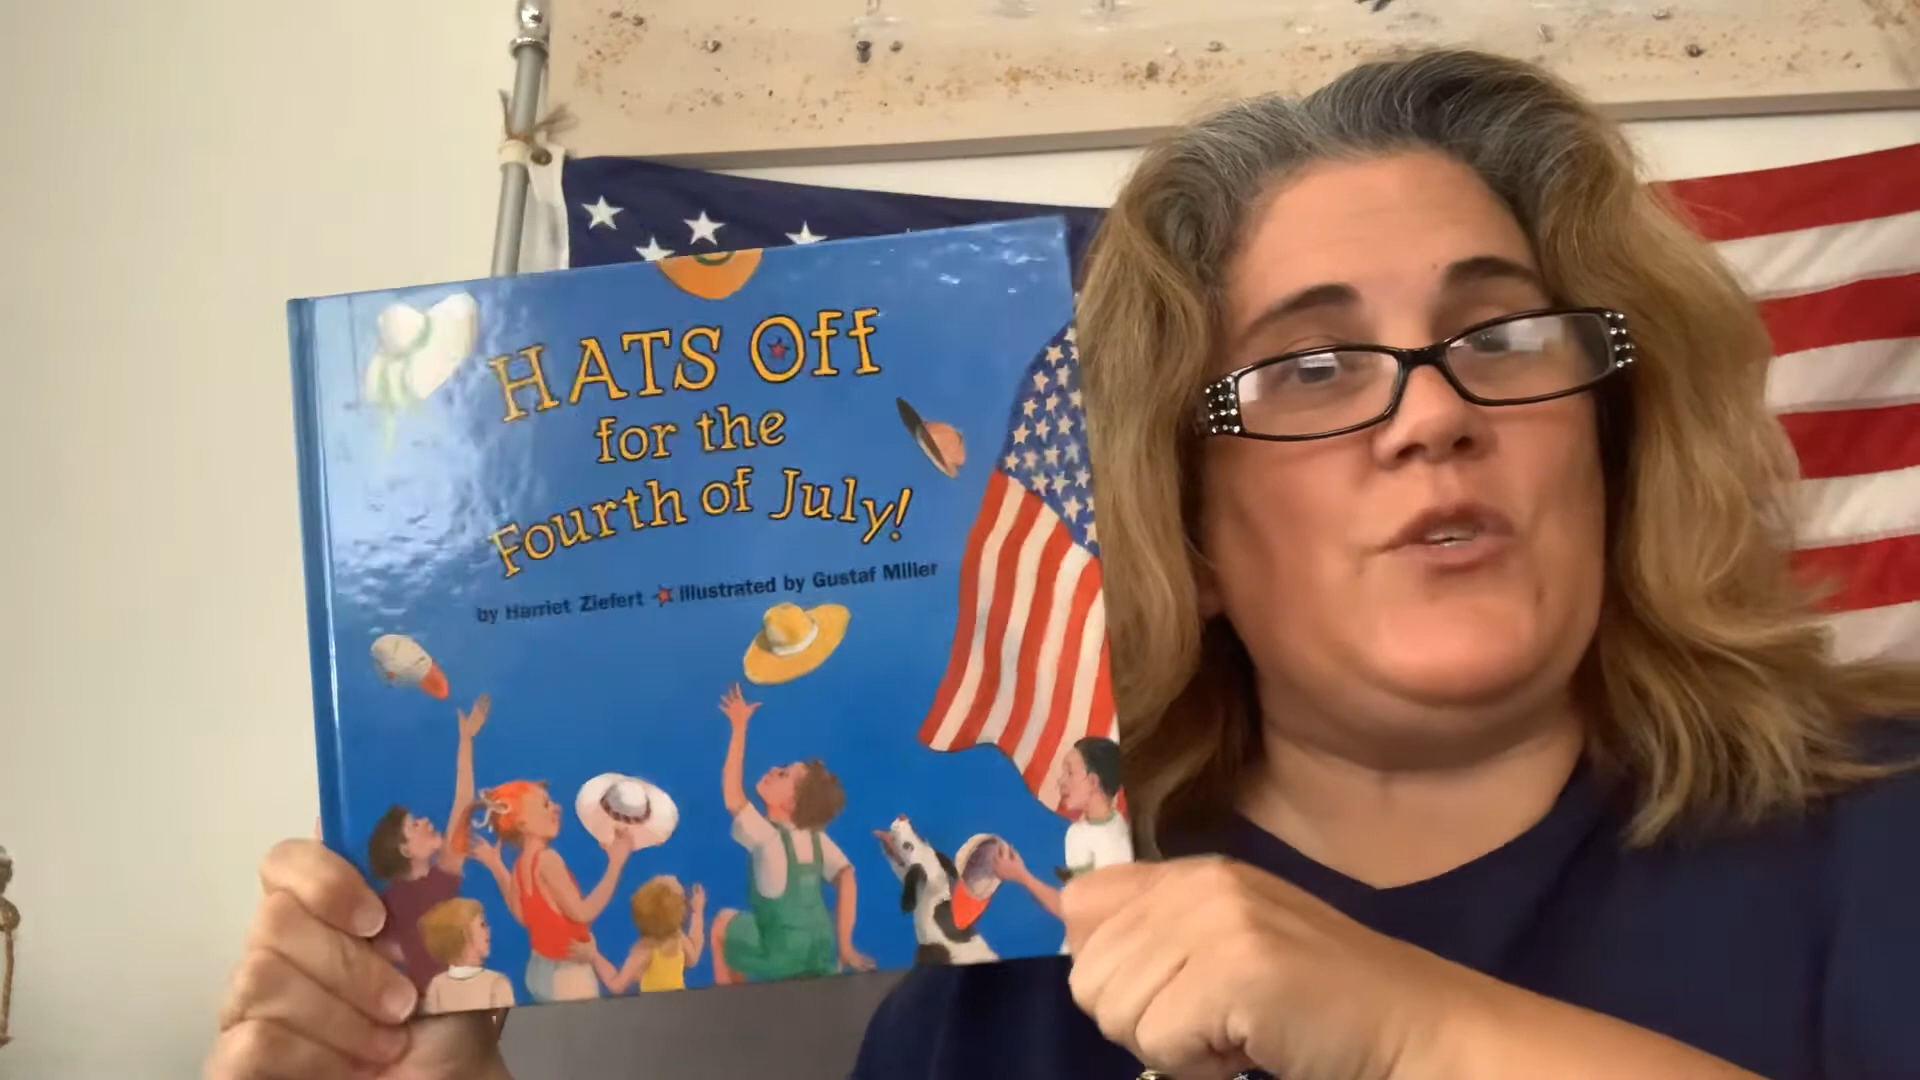 HATS Off
for the
Fourth of July!
by Harriet Ziefert ★ illustrated by Gustaf Miller